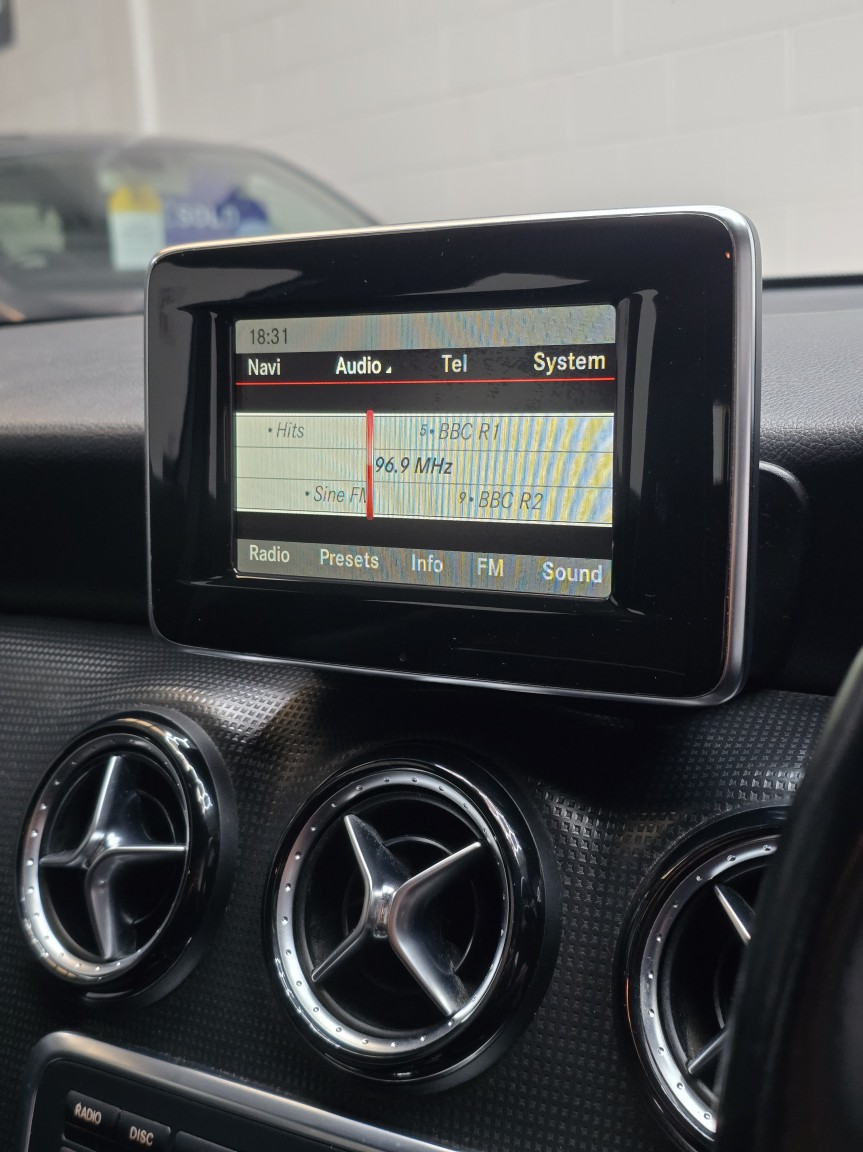 SOLD
18:31
Navi Audio Tel System
• Hits 5• BBC R1
96.9 MHz
• Sine FM 9• BBC R2
Radio Presets Info FM Sound
RADIO
DISC